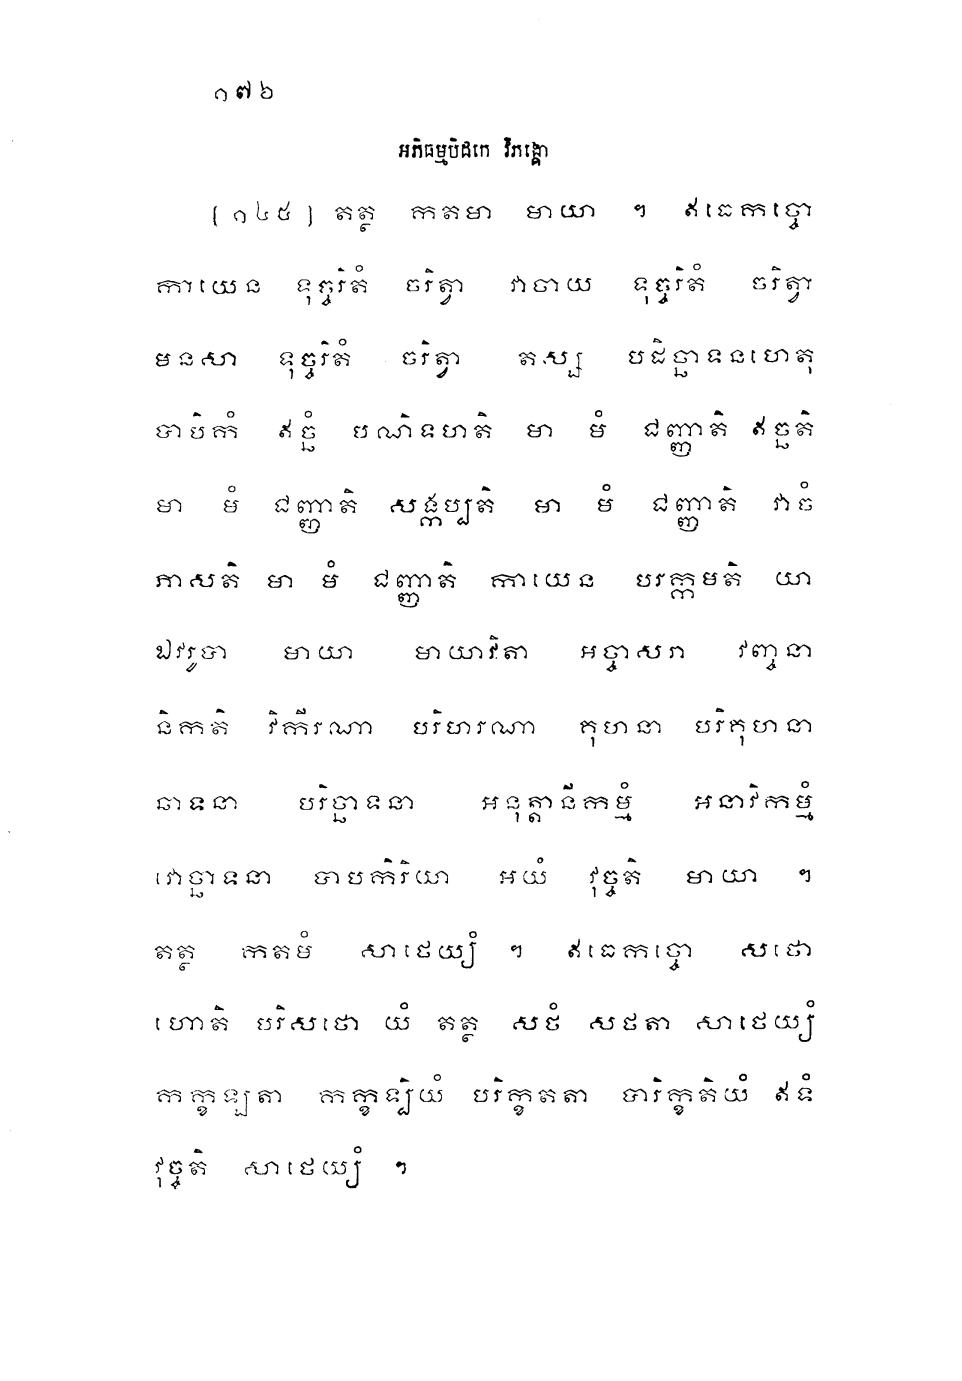 ១៧៦
អភិធម្មបិដកេ វិភង្គោ
(១៤៥) តត្ថ កតមា មាយា ។ ឥធេកច្ចោ
កាយេន ទុច្ចរិតំ ចរិត្វា វាចាយ ទុច្ចរិតំ ចរិត្វា
មនសា ទុច្ចរិតំ ចរិត្វា តស្ស បដិច្ឆាទនហេតុ
បាបិកំ ឥច្ឆំ បណិទហតិ មា មំ ជញ្ញាតិ ឥច្ឆតិ
មា មំ ជញ្ញាតិ សង្កប្បតិ មា មំ ជញ្ញាតិ វាចំ
ភាសតិ មា មំ ជញ្ញាតិ កាយេន បរក្កមតិ យា
ឯវរូបា មាយា មាយាវិតា អច្ចាសរា វញ្ចនា
និកតិ វិកីរណា បរិហរណា គុហនា បរិគុហនា
ឆាទនា បរិច្ឆាទនា អនុត្តានីកម្មំ អនាវិកម្មំ
វោច្ឆាទនា បាបកិរិយា អយំ វុច្ចតិ មាយា ។
តត្ថ កតមំ សាថេយ្យំ ។ ឥធេកច្ចោ សថោ
ហោតិ បរិសថោ យំ តត្ថ សថំ សថតា សាថេយ្យំ
កក្ខឡតា កក្ខឡិយំ បរិក្ខតតា បារិក្ខតិយំ ឥទំ
វុច្ចតិ សាថេយ្យំ ។